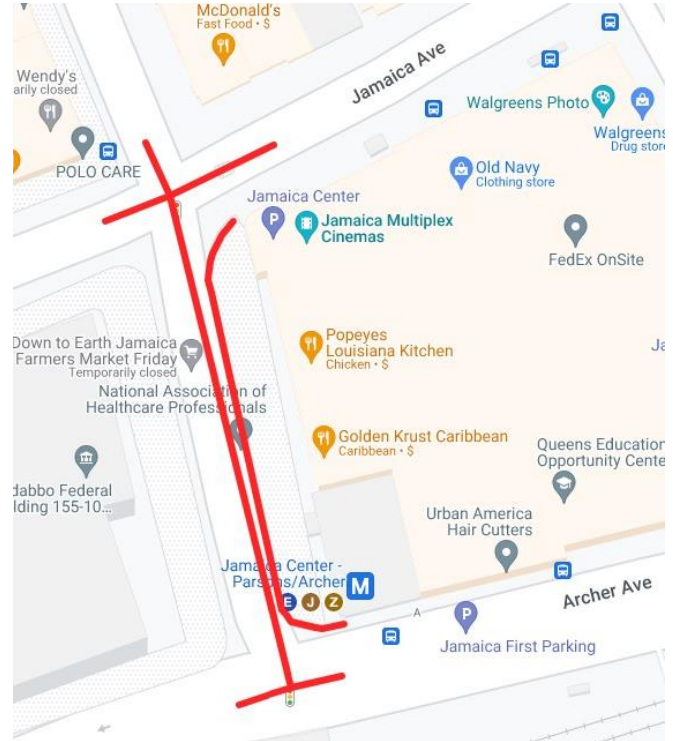 McDonald's
Fast Food • $
Jamaica Ave
Wendy's
arily closed
Walgreens Photo
Walgreens
Drug store
POLO CARE
Old Navy
Clothing store
Jamaica Center
P
Jamaica Multiplex
Cinemas
FedEx OnSite
Down to Earth Jamaica
Farmers Market Friday
Temporarily closed
Popeyes
Louisiana Kitchen
Chicken • $
Ja
National Association of
Healthcare Professionals
Golden Krust Caribbean
Caribbean • $
Queens Education
Opportunity Cente
dabbo Federal
lding 155-10...
Urban America
Hair Cutters
Jamaica Center -
Parsons/Archer
M
E J Z
Archer Ave
A
P
Jamaica First Parking